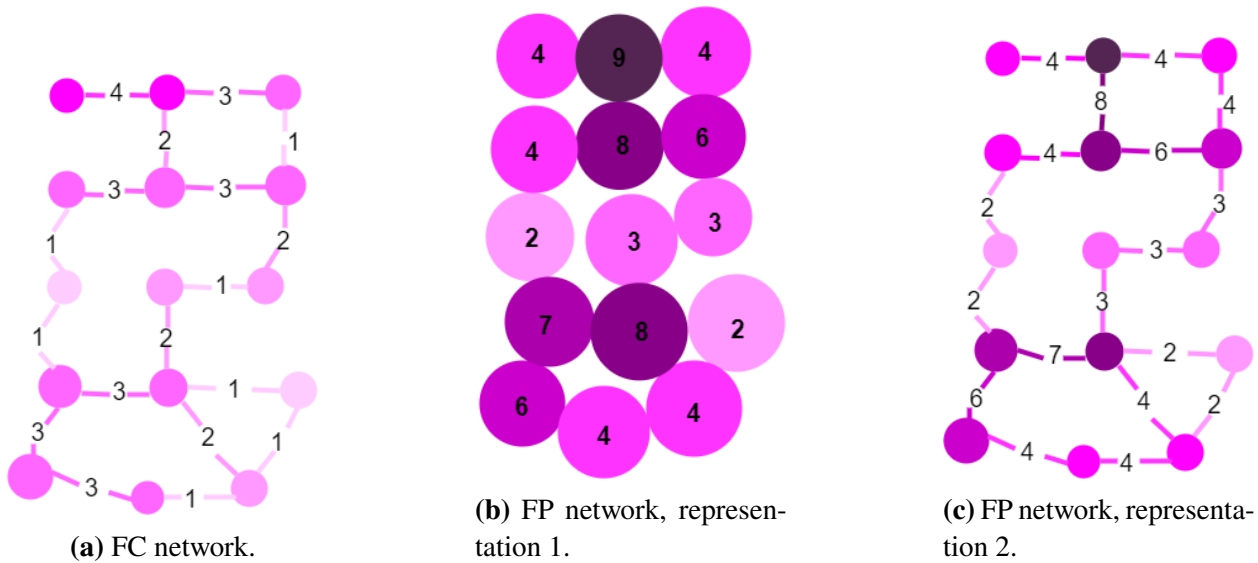 4 3
2 1
3 3
1 2
1
1 2
3 1
3 2 1
3 1
(a) FC network.
4 9 4
4 8 6
2 3 3
7 8 2
6 4 4
(b) FP network, represen-
tation 1.
4 4
8 4
4 6
2 3
3
2 3
7 2
6 4 2
4 4
(c) FP network, representa-
tion 2.